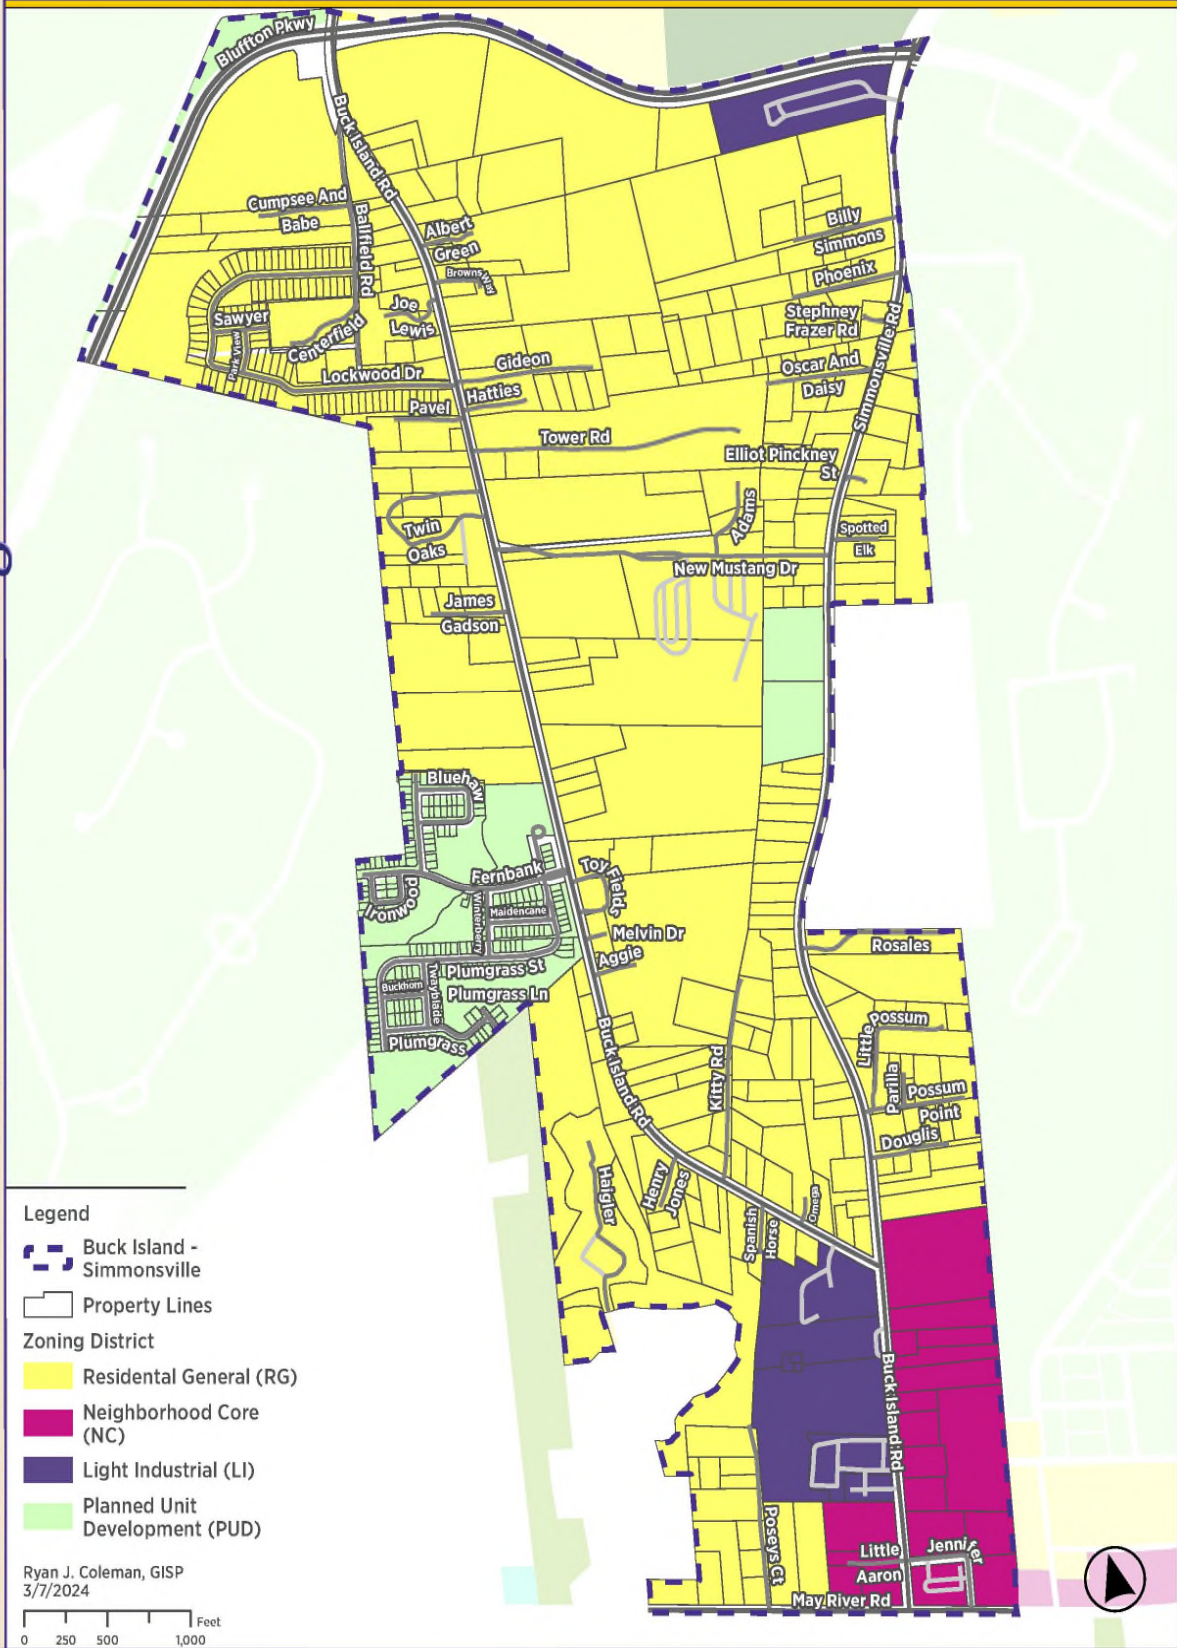 Bluffton Pkwy
Buck Island Rd
Cumpsee And
Babe
Ballfield Rd
Albert
Green
Browns Way
Joe
Lewis
Sawyer
Park View
Centerfield
Lockwood Dr
Gideon
Hatties
Pavel
Tower Rd
Billy
Simmons
Phoenix
Stephney
Frazer Rd
Oscar And
Daisy
Simmonsville Rd
Elliot Pinckney
St
Adams
Spotted
Elk
Twin
Oaks
New Mustang Dr
James
Gadson
Bluehaw
Fernbank
Toy Fields
Ironwood
Winterberry
Maidencane
Melvin Dr
Aggie
Plumgrass St
Buckhorn
Twayblade
Plumgrass Ln
Plumgrass
Rosales
Buck Island Rd
Kitty Rd
Little
Possum
Parilla
Possum
Point
Douglis
Haigler
Henry
Jones
Spanish
Horse
Omega
Buck Island Rd
Poseys Ct
Little
Aaron
Jennifer
May River Rd
Legend
Buck Island -
Simmonsville
Property Lines
Zoning District
Residental General (RG)
Neighborhood Core
(NC)
Light Industrial (LI)
Planned Unit
Development (PUD)
Ryan J. Coleman, GISP
3/7/2024
Feet
0 250 500 1,000